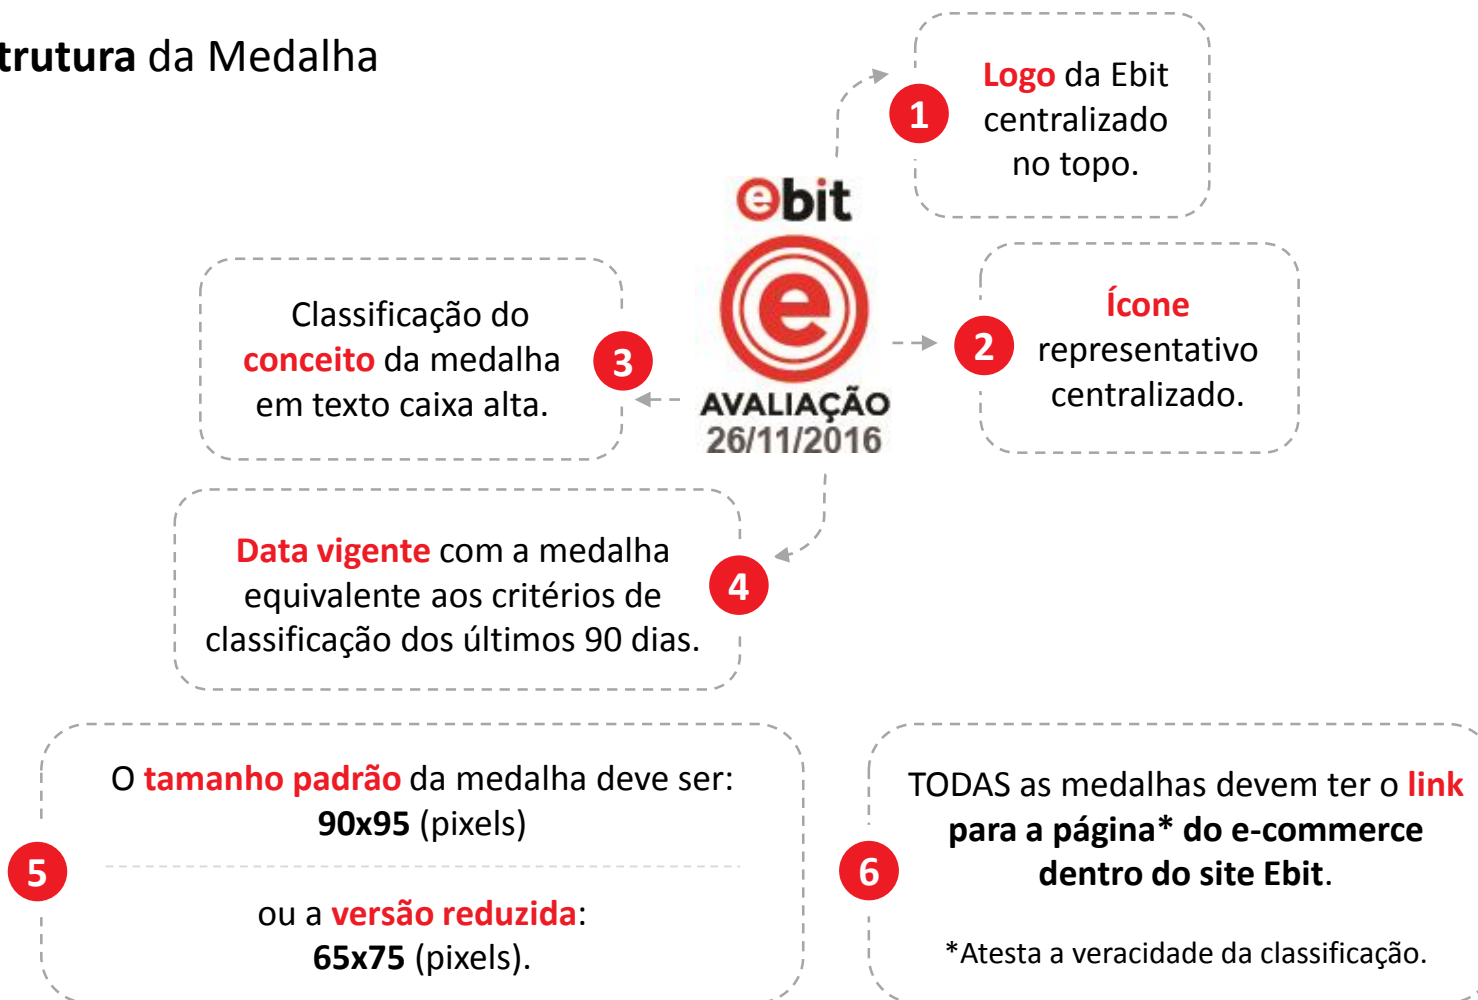 trutura da Medalha
1
Logo da Ebit
centralizado
no topo.
ebit
e
AVALIAÇÃO
26/11/2016
2
Ícone
representativo
centralizado.
3
Classificação do
conceito da medalha
em texto caixa alta.
4
Data vigente com a medalha
equivalente aos critérios de
classificação dos últimos 90 dias.
5
O tamanho padrão da medalha deve ser:
90x95 (pixels)
ou a versão reduzida:
65x75 (pixels).
6
TODAS as medalhas devem ter o link
para a página* do e-commerce
dentro do site Ebit.
*Atesta a veracidade da classificação.